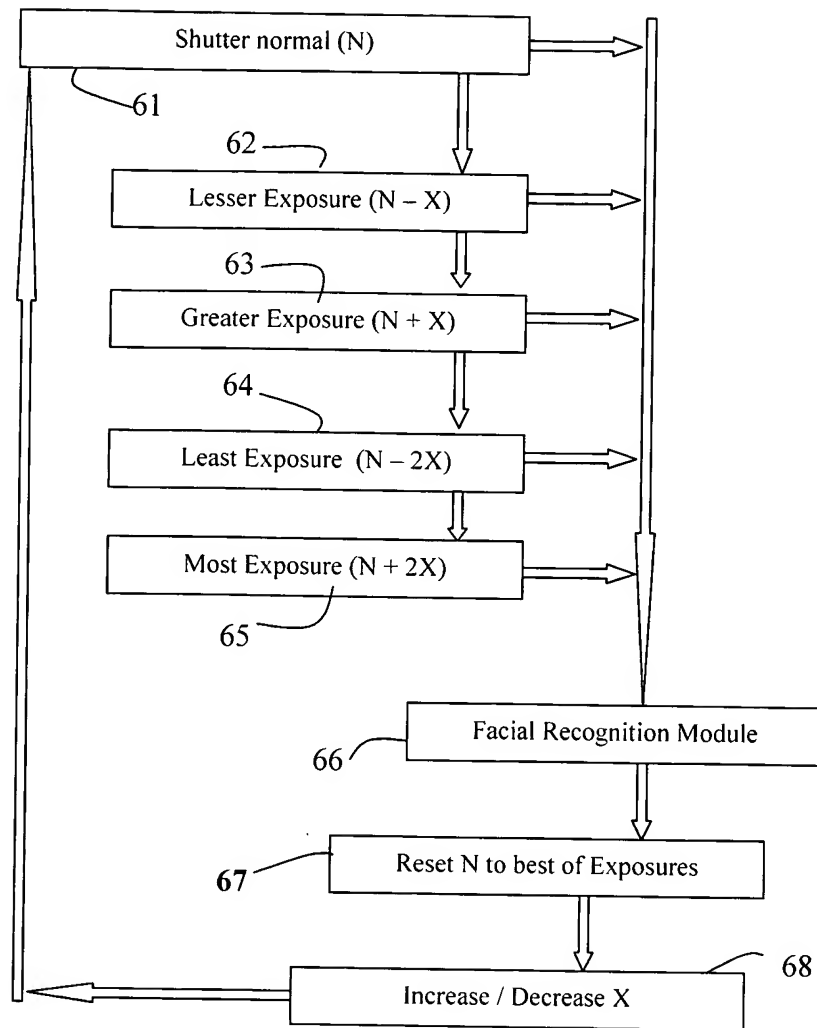 Shutter normal (N)
61
62
Lesser Exposure (N – X)
63
Greater Exposure (N + X)
64
Least Exposure (N – 2X)
Most Exposure (N + 2X)
65
Facial Recognition Module
66
67
Reset N to best of Exposures
68
Increase / Decrease X